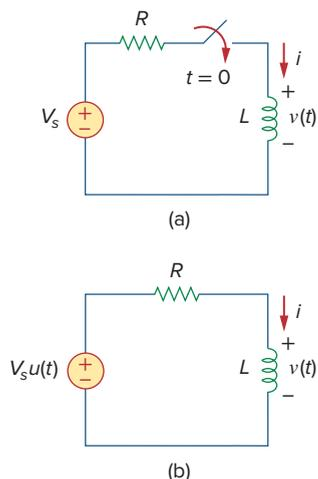 R
i
t = 0
+
V_s
+
−
L
v(t)
−
(a)
R
i
+
V_s u(t)
+
−
L
v(t)
−
(b)